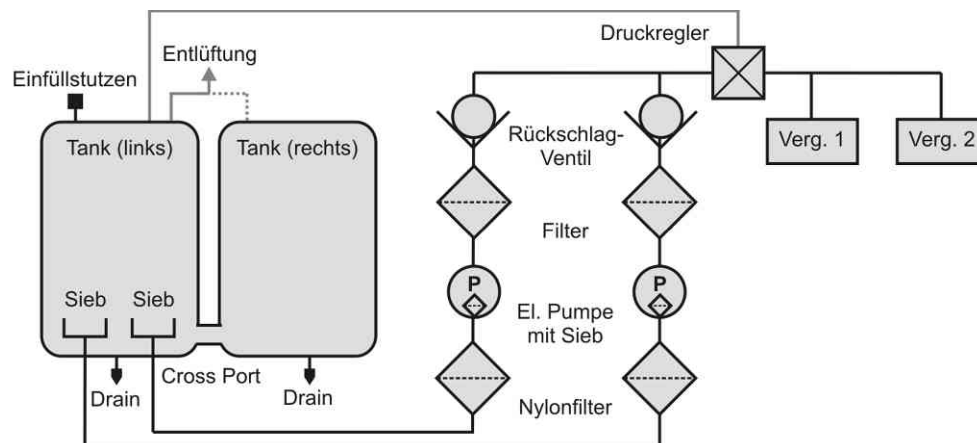 Druckregler
Entlüftung
Einfüllstutzen
Tank (links)
Tank (rechts)
Rückschlag-
Ventil
Verg. 1
Verg. 2
Filter
Sieb
Sieb
P
P
El. Pumpe
mit Sieb
Cross Port
Drain
Drain
Nylonfilter